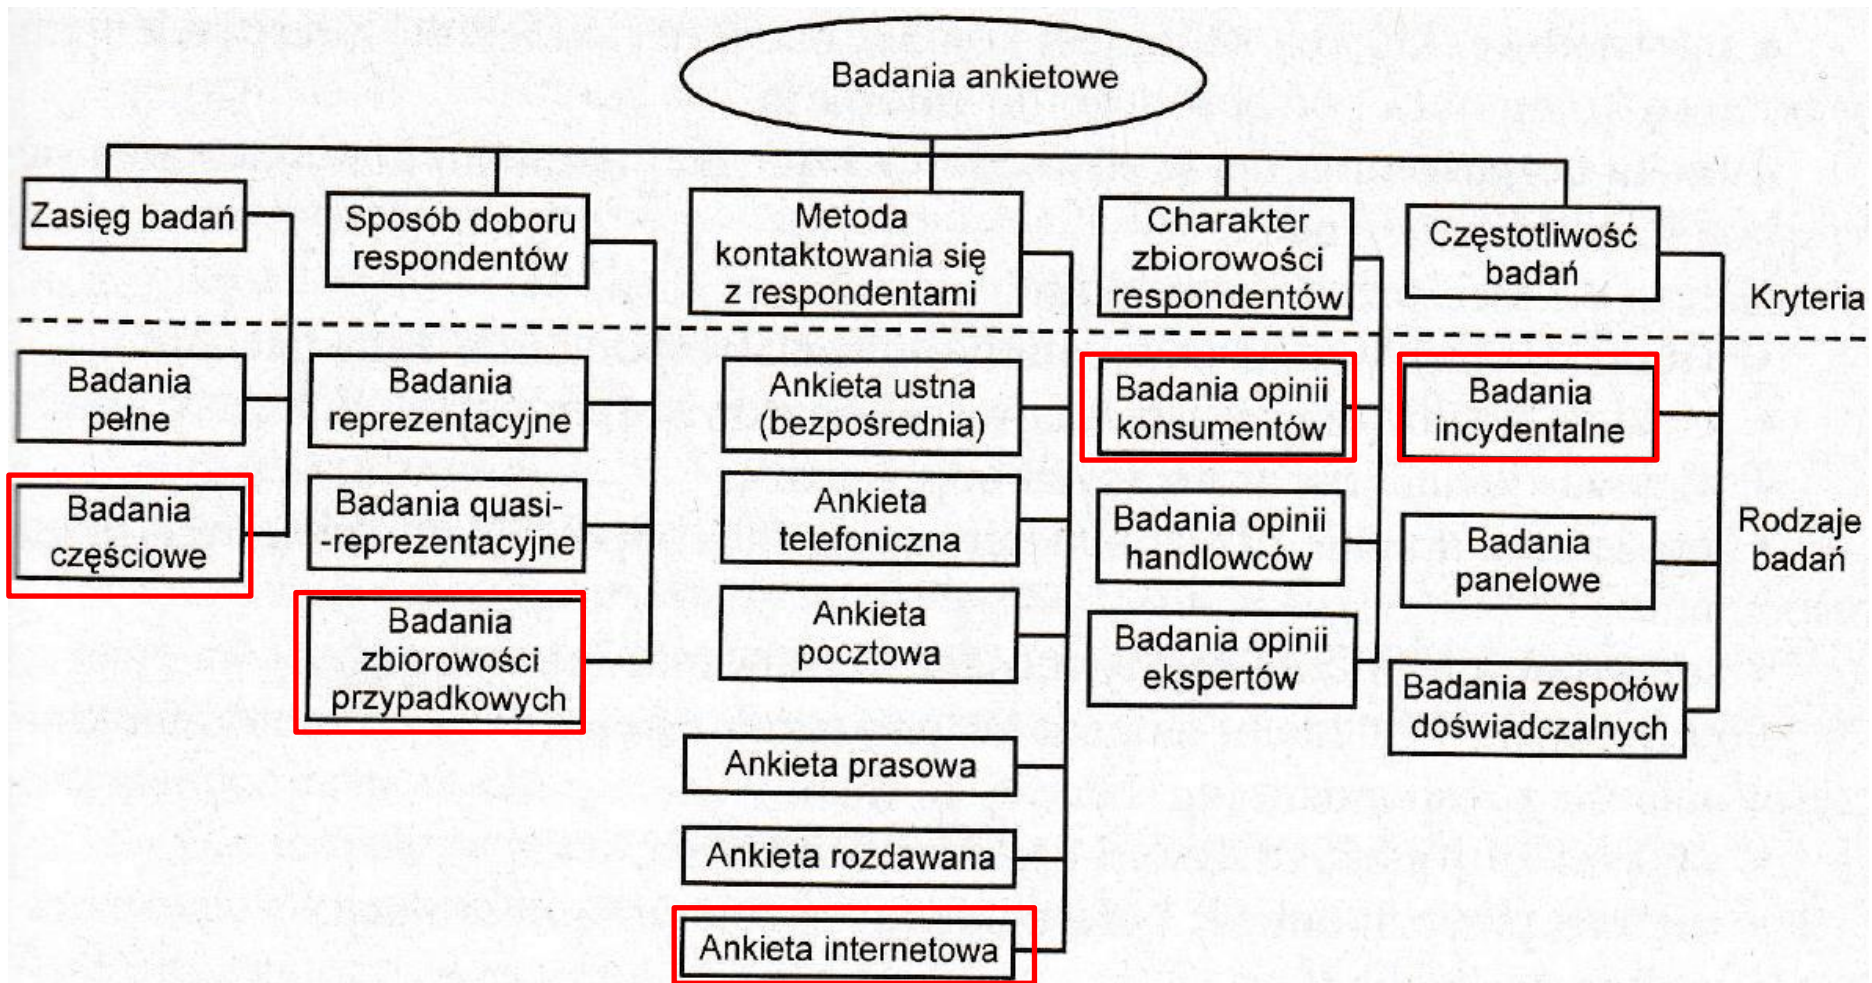 Badania ankietowe
Zasięg badań
Sposób doboru
respondentów
Metoda
kontaktowania się
z respondentami
Charakter
zbiorowości
respondentów
Częstotliwość
badań
Kryteria
Badania
pełne
Badania
częściowe
Badania
reprezentacyjne
Badania quasi-
-reprezentacyjne
Badania
zbiorowości
przypadkowych
Ankieta ustna
(bezpośrednia)
Ankieta
telefoniczna
Ankieta
pocztowa
Ankieta prasowa
Ankieta rozdawana
Ankieta internetowa
Badania opinii
konsumentów
Badania opinii
handlowców
Badania opinii
ekspertów
Badania
incydentalne
Badania
panelowe
Badania zespołów
doświadczalnych
Rodzaje
badań